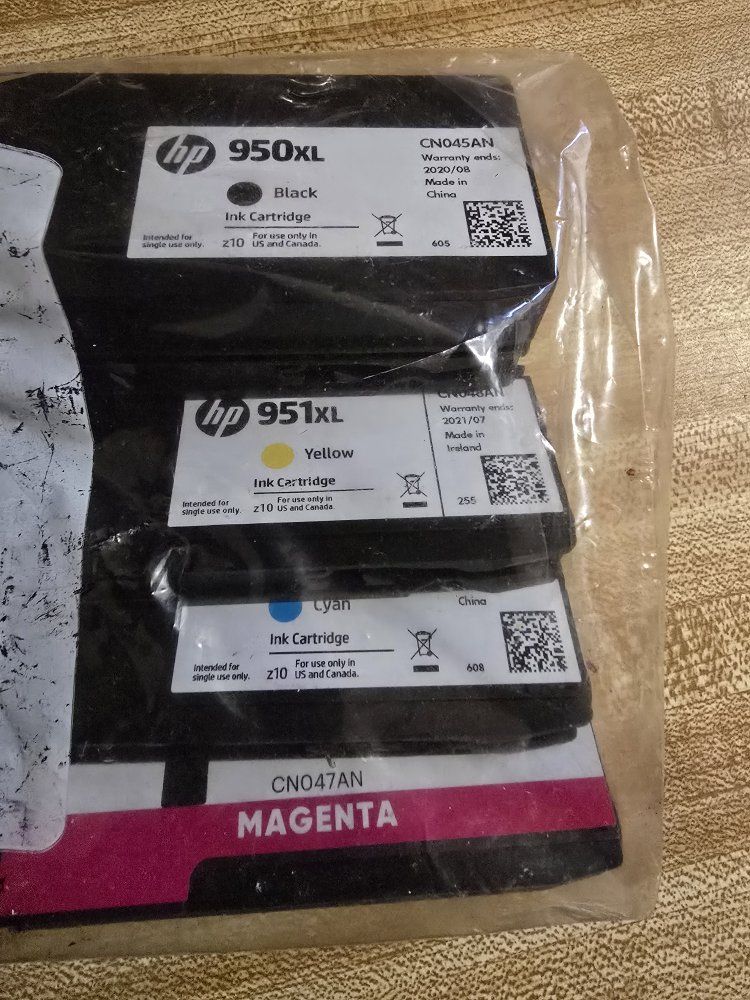 hp 950XL
CN045AN
Warranty ends:
2020/08
Made in
China
Black
Ink Cartridge
Intended for
single use only.
z10
For use only in
US and Canada.
605
hp 951XL
CN048AN
Warranty ends:
2021/07
Made in
Ireland
Yellow
Ink Cartridge
Intended for
single use only.
z10
For use only in
US and Canada.
255
Cyan
China
Ink Cartridge
Intended for
single use only.
z10
For use only in
US and Canada.
608
CN047AN
MAGENTA